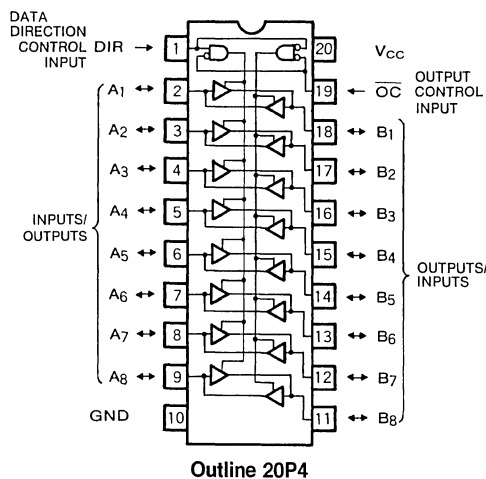 DATA
DIRECTION
CONTROL DIR
INPUT
1
20
VCC
A1
2
19
OC
OUTPUT
CONTROL
INPUT
A2
3
18
B1
A3
4
17
B2
A4
5
16
B3
INPUTS/
OUTPUTS
A5
6
15
B4
A6
7
14
B5
OUTPUTS/
INPUTS
A7
8
13
B6
A8
9
12
B7
GND
10
11
B8
Outline 20P4